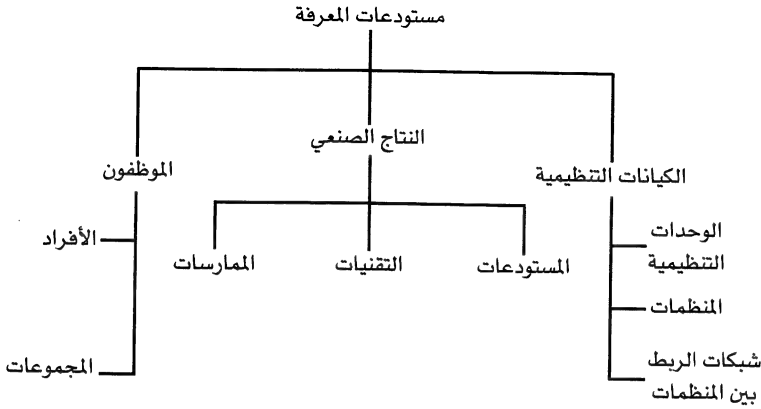 مستودعات المعرفة
النتاج الصنعي
الموظفون
الكيانات التنظيمية
الأفراد
المجموعات
الممارسات
التقنيات
المستودعات
الوحدات
التنظيمية
المنظمات
شبكات الربط
بين المنظمات